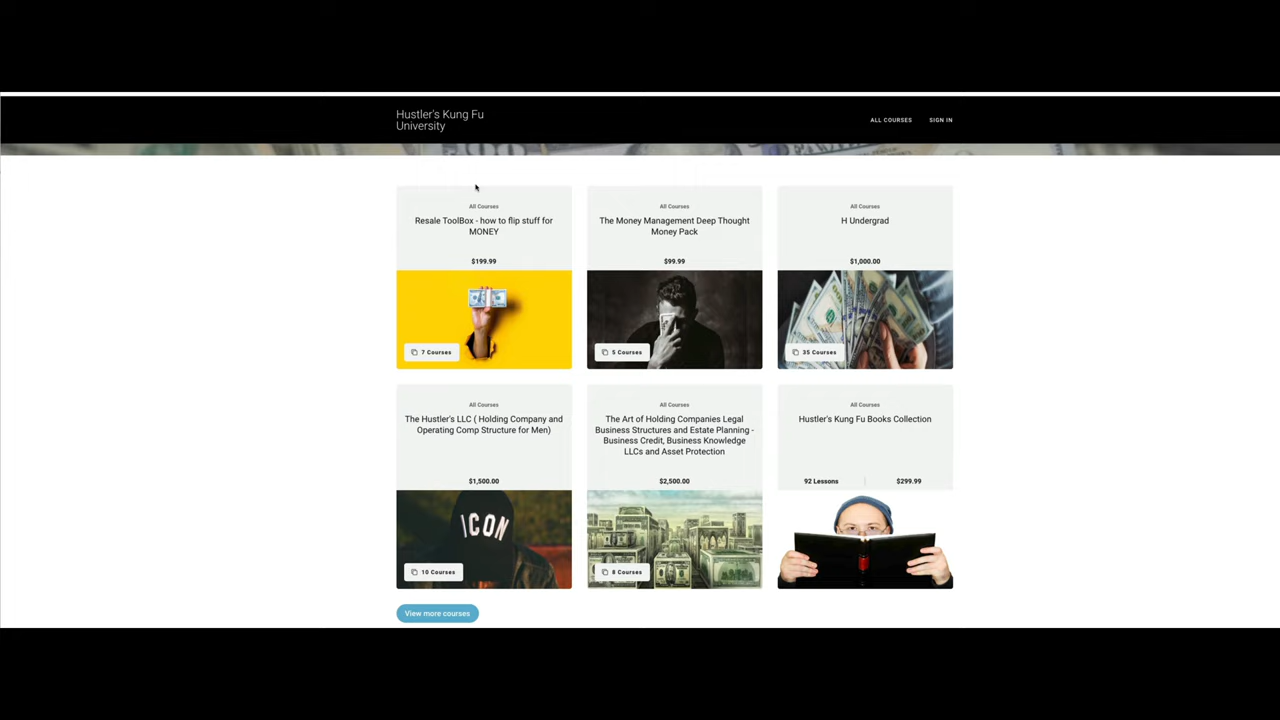 Hustler's Kung Fu
University
ALL COURSES
SIGN IN
All Courses
Resale ToolBox - how to flip stuff for
MONEY
$199.99
7 Courses
All Courses
The Money Management Deep Thought
Money Pack
$99.99
5 Courses
All Courses
H Undergrad
$1,000.00
35 Courses
All Courses
The Hustler's LLC ( Holding Company and
Operating Comp Structure for Men)
$1,500.00
ICON
10 Courses
All Courses
The Art of Holding Companies Legal
Business Structures and Estate Planning -
Business Credit, Business Knowledge
LLCs and Asset Protection
$2,500.00
8 Courses
All Courses
Hustler's Kung Fu Books Collection
92 Lessons
$299.99
View more courses